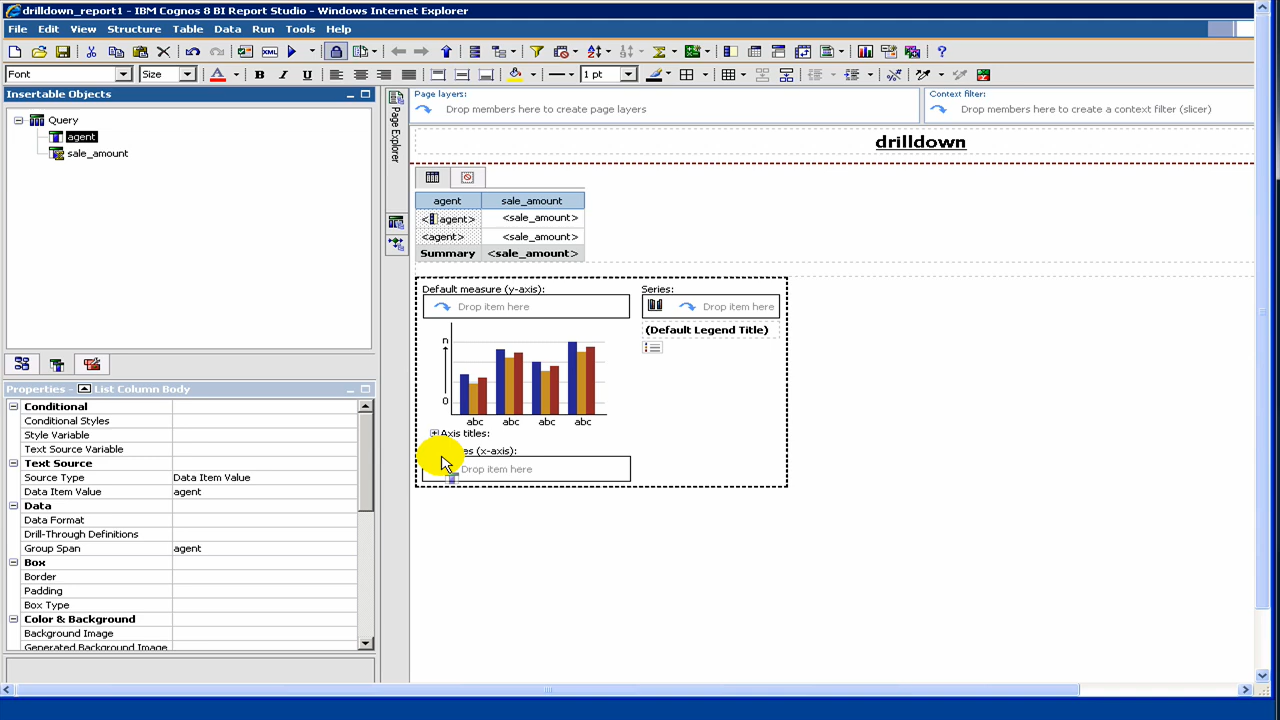 drilldown_report1 - IBM Cognos 8 BI Report Studio - Windows Internet Explorer
File Edit View Structure Table Data Run Help
Font Size 1 pt
Insertable Objects
Query
agent
sale_amount
Page Explorer
Page layers:
Drop members here to create page layers
Context filter:
Drop members here to create a context filter (slicer)
drilldown
agent sale_amount
<agent> <sale_amount>
<agent> <sale_amount>
Summary <sale_amount>
Default measure (y-axis):
Drop item here
Series:
Drop item here
(Default Legend Title)
n
0
abc abc abc abc
Axis titles:
es (x-axis):
Drop item here
Properties - List Column Body
Conditional
Conditional Styles
Style Variable
Text Source Variable
Text Source
Source Type Data Item Value
Data Item Value agent
Data
Data Format
Drill-Through Definitions
Group Span agent
Box
Border
Padding
Box Type
Color & Background
Background Image
Generated Background Image